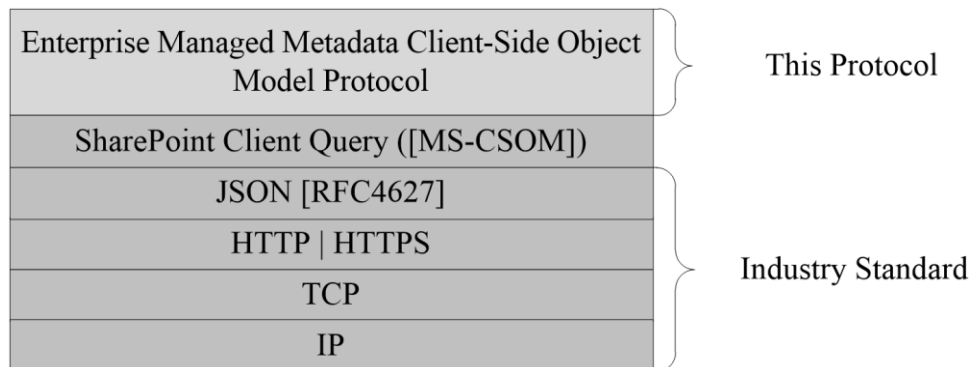 Enterprise Managed Metadata Client-Side Object
Model Protocol
This Protocol
SharePoint Client Query ([MS-CSOM])
JSON [RFC4627]
HTTP | HTTPS
Industry Standard
TCP
IP